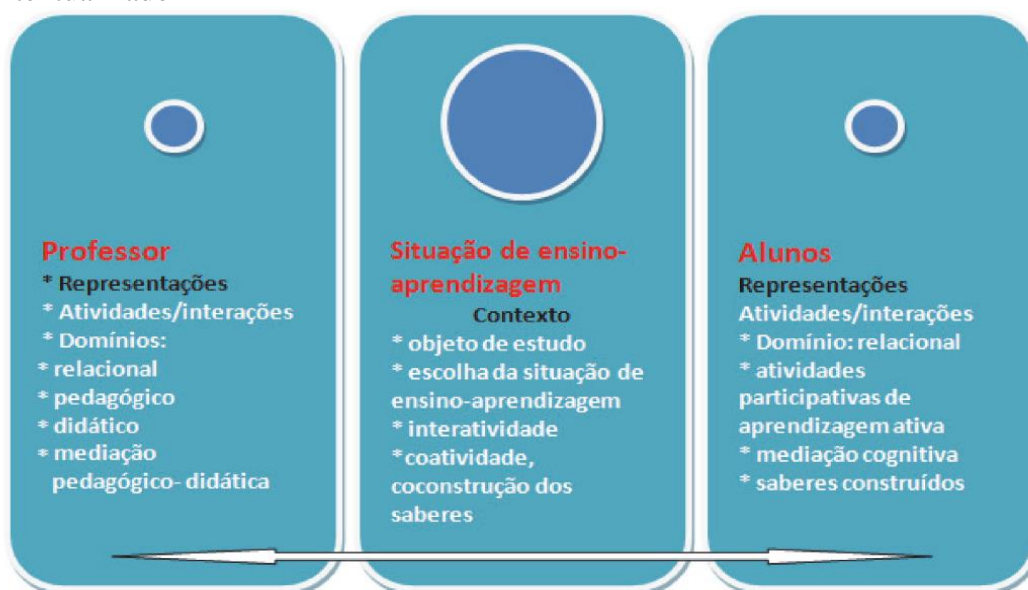 Professor
* Representações
* Atividades/interações
* Domínios:
* relacional
* pedagógico
* didático
* mediação
pedagógico- didática
Situação de ensino-
aprendizagem
Contexto
* objeto de estudo
* escolha da situação de
ensino-aprendizagem
* interatividade
*coatividade,
coconstrução dos
saberes
Alunos
Representações
Atividades/interações
* Domínio: relacional
* atividades
participativas de
aprendizagem ativa
* mediação cognitiva
* saberes construídos